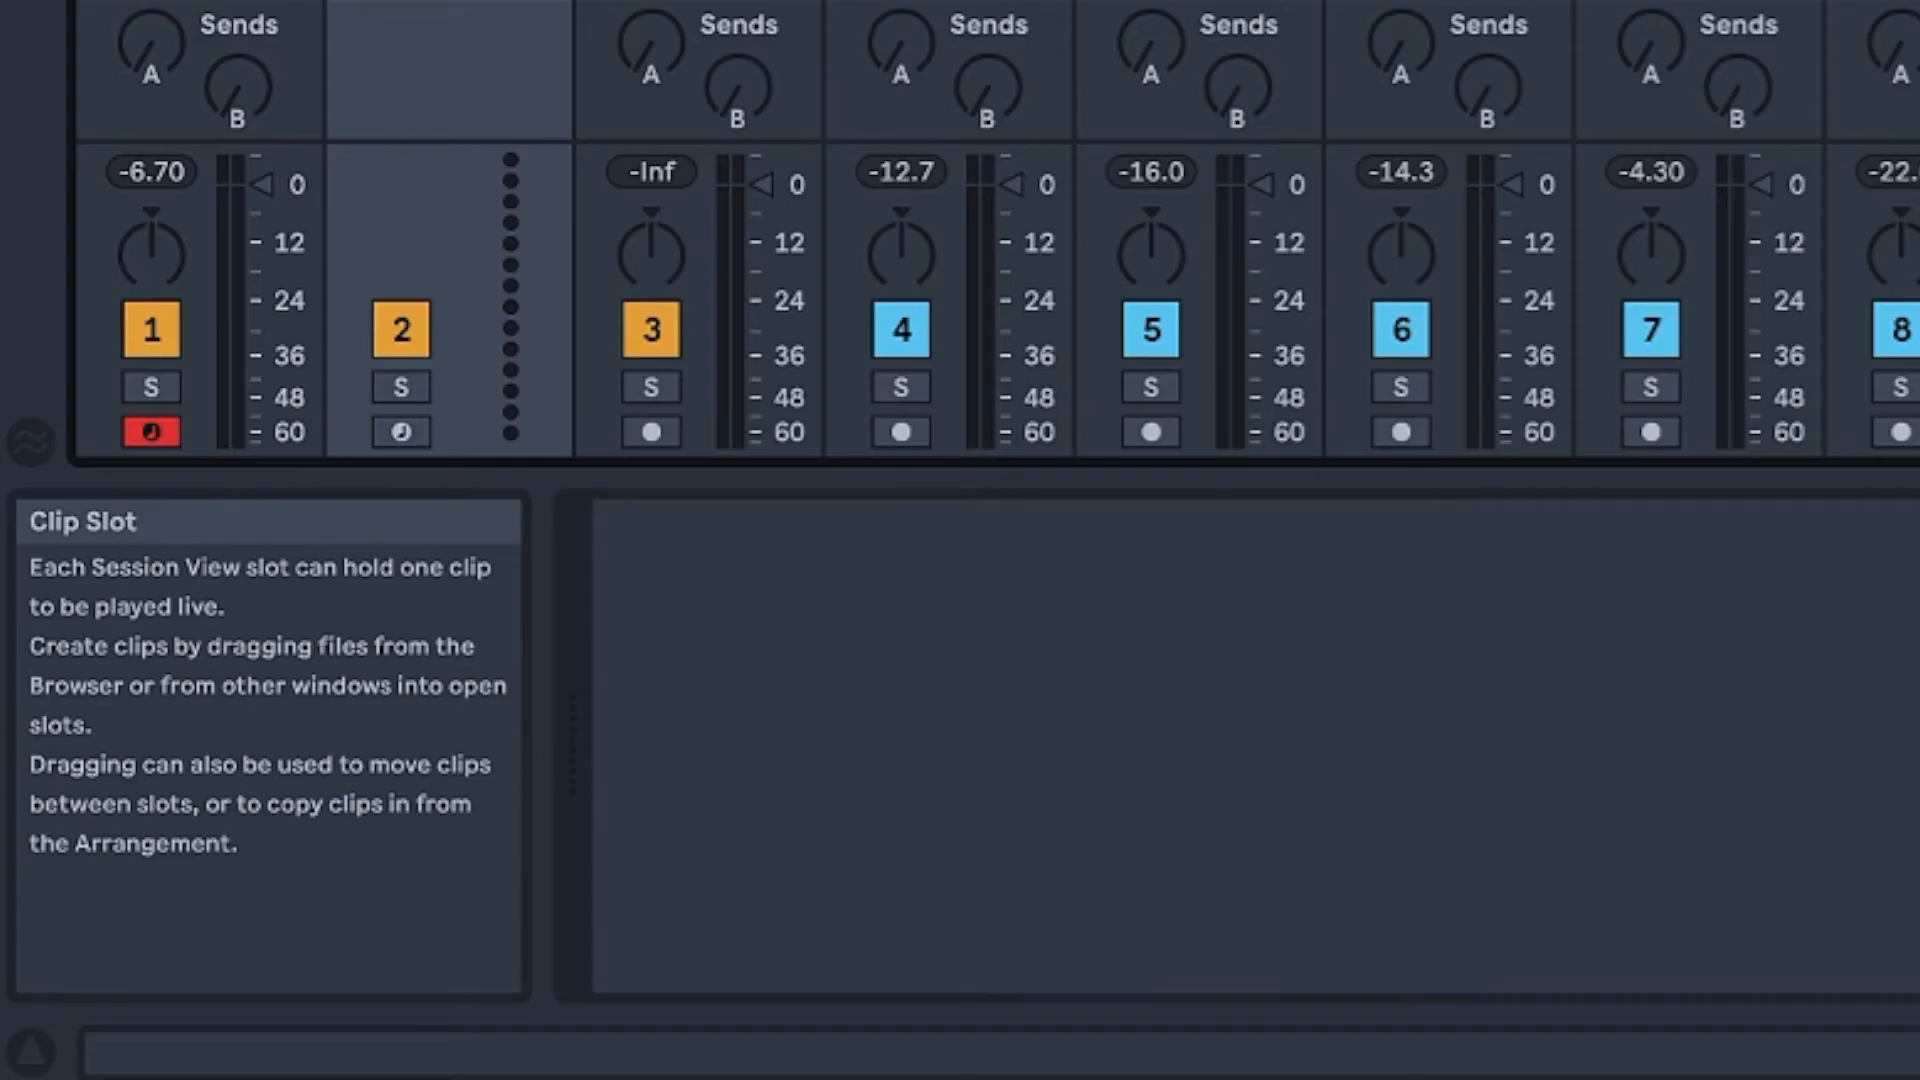 Sends Sends Sends Sends Sends Sends
A A A A A A A
B B B B B B
-6.70 0 -Inf 0 -12.7 0 -16.0 0 -14.3 0 -4.30 0
12 12 12 12 12 12
1 24 2 3 24 4 24 5 24 6 24 7 24 8
36 36 36 36 36 36
S 48 S S 48 S 48 S 48 S 48 S 48 S
60 60 60 60 60 60
Clip Slot
Each Session View slot can hold one clip
to be played live.
Create clips by dragging files from the
Browser or from other windows into open
slots.
Dragging can also be used to move clips
between slots, or to copy clips in from
the Arrangement.